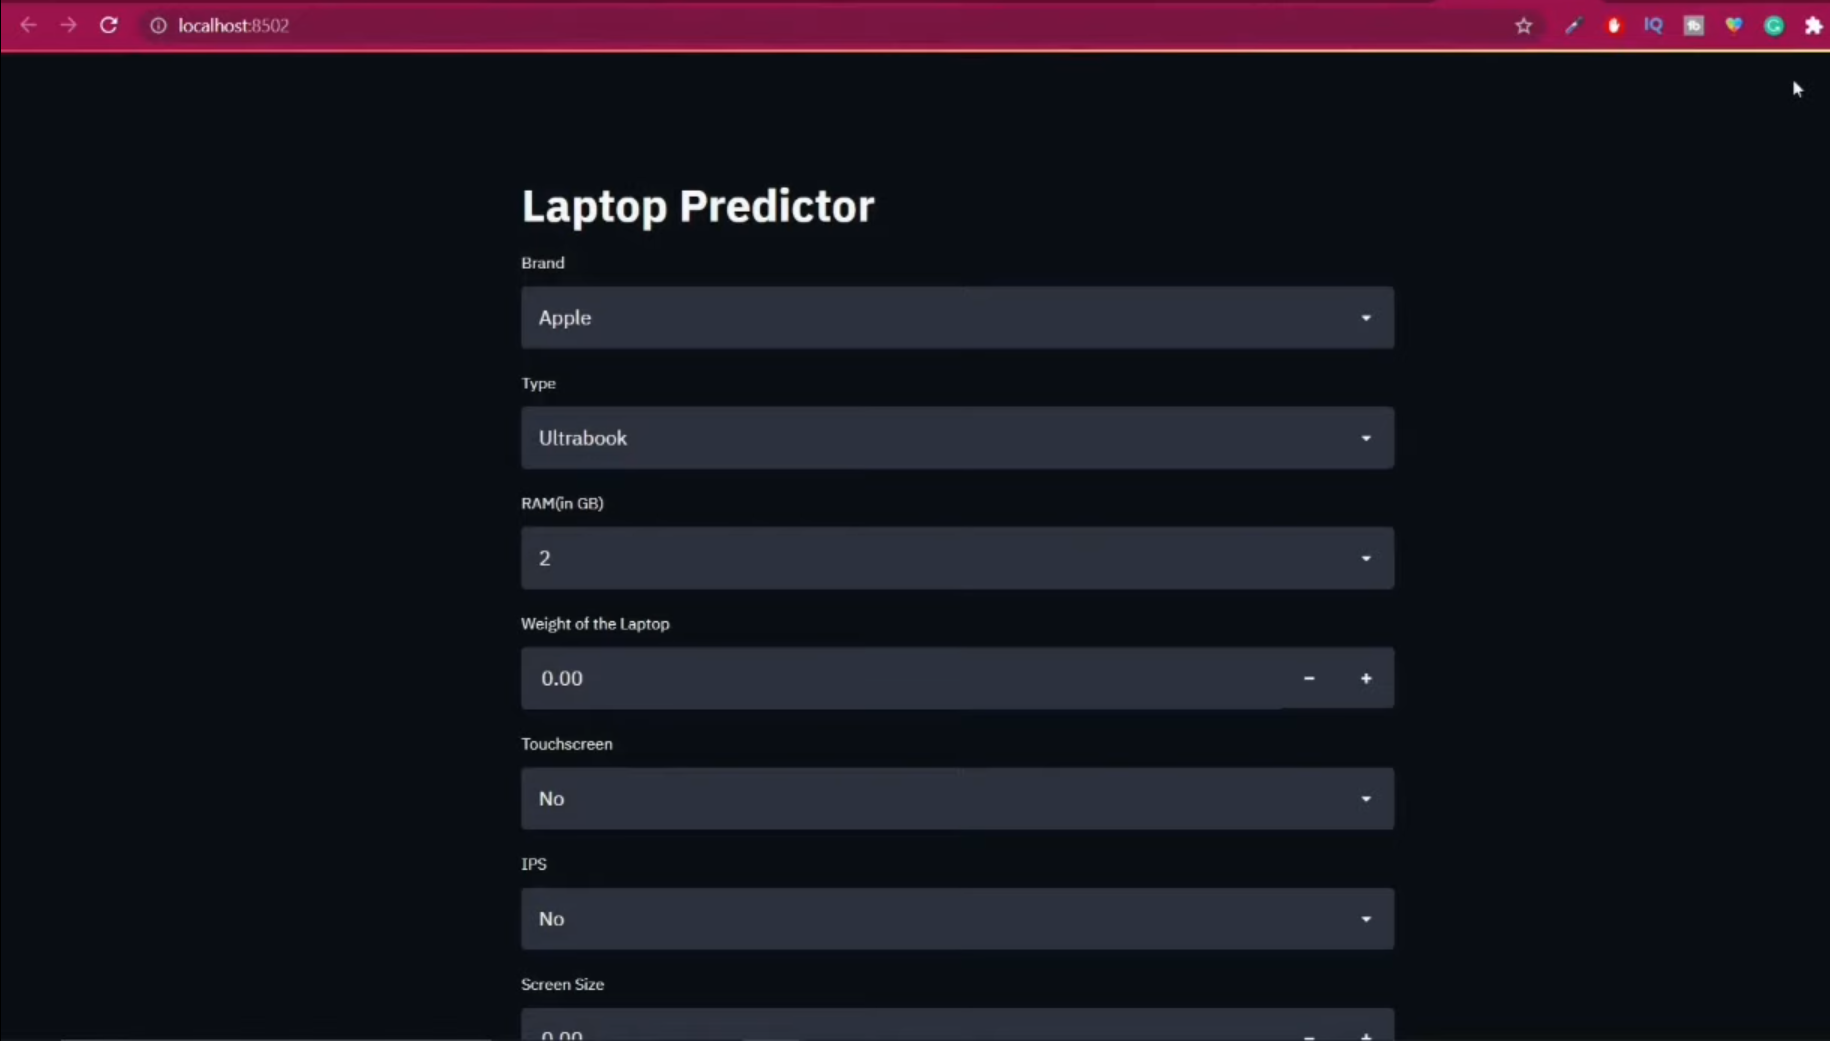 localhost:8502
IQ
tb
Laptop Predictor
Brand
Apple
Type
Ultrabook
RAM(in GB)
2
Weight of the Laptop
0.00
Touchscreen
No
IPS
No
Screen Size
0.00